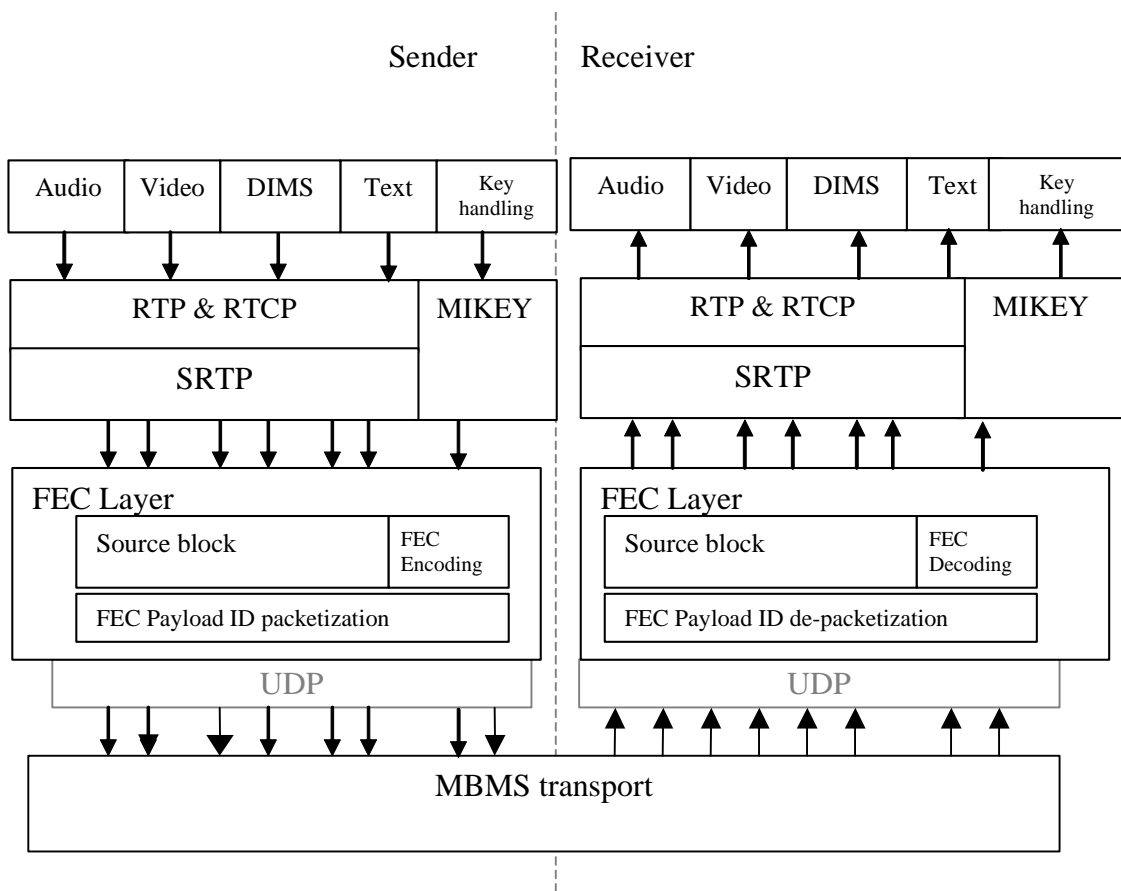 Sender
Receiver
Audio
Video
DIMS
Text
Key
handling
Audio
Video
DIMS
Text
Key
handling
RTP & RTCP
MIKEY
SRTP
RTP & RTCP
MIKEY
SRTP
FEC Layer
Source block
FEC
Encoding
FEC Payload ID packetization
FEC Layer
Source block
FEC
Decoding
FEC Payload ID de-packetization
UDP
UDP
MBMS transport